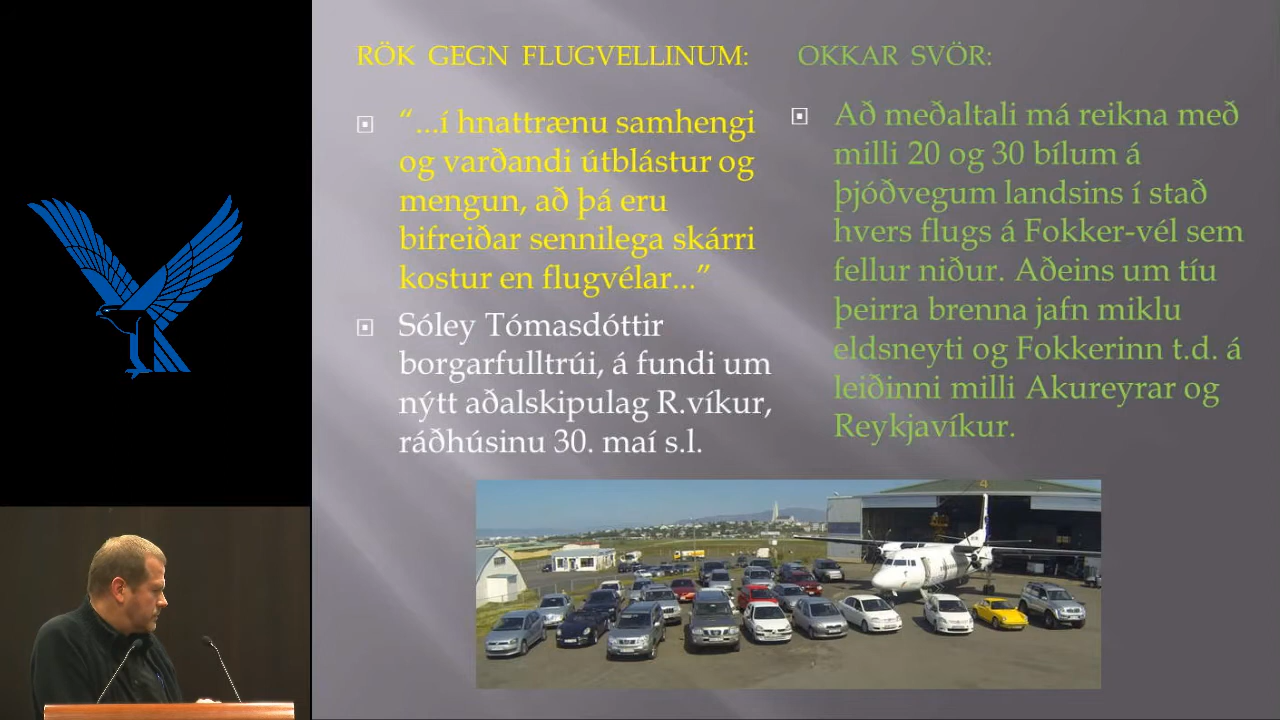 RÖK GEGN FLUGVELLINUM:
“...í hnattrænu samhengi
og varðandi útblástur og
mengun, að þá eru
bifreiðar sennilega skárri
kostur en flugvélar...”
Sóley Tómasdóttir
borgarfulltrúi, á fundi um
nýtt aðalskipulag R.víkur,
ráðhúsinu 30. maí s.l.
OKKAR SVÖR:
Að meðaltali má reikna með
milli 20 og 30 bílum á
þjóðvegum landsins í stað
hvers flugs á Fokker-vél sem
fellur niður. Aðeins um tíu
þeirra brenna jafn miklu
eldsneyti og Fokkerinn t.d. á
leiðinni milli Akureyrar og
Reykjavíkur.
4